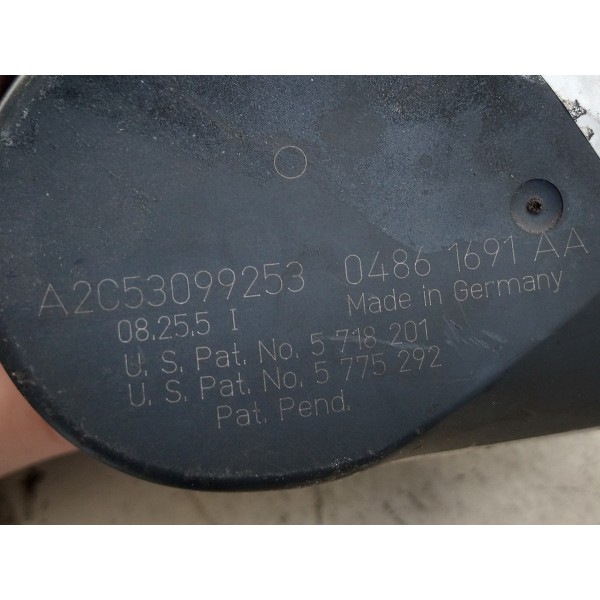 A2C53099253 0486 1691 AA
08.25.5 I Made in Germany
U. S. Pat. No. 5 718 201
U. S. Pat. No. 5 775 292
Pat. Pend.